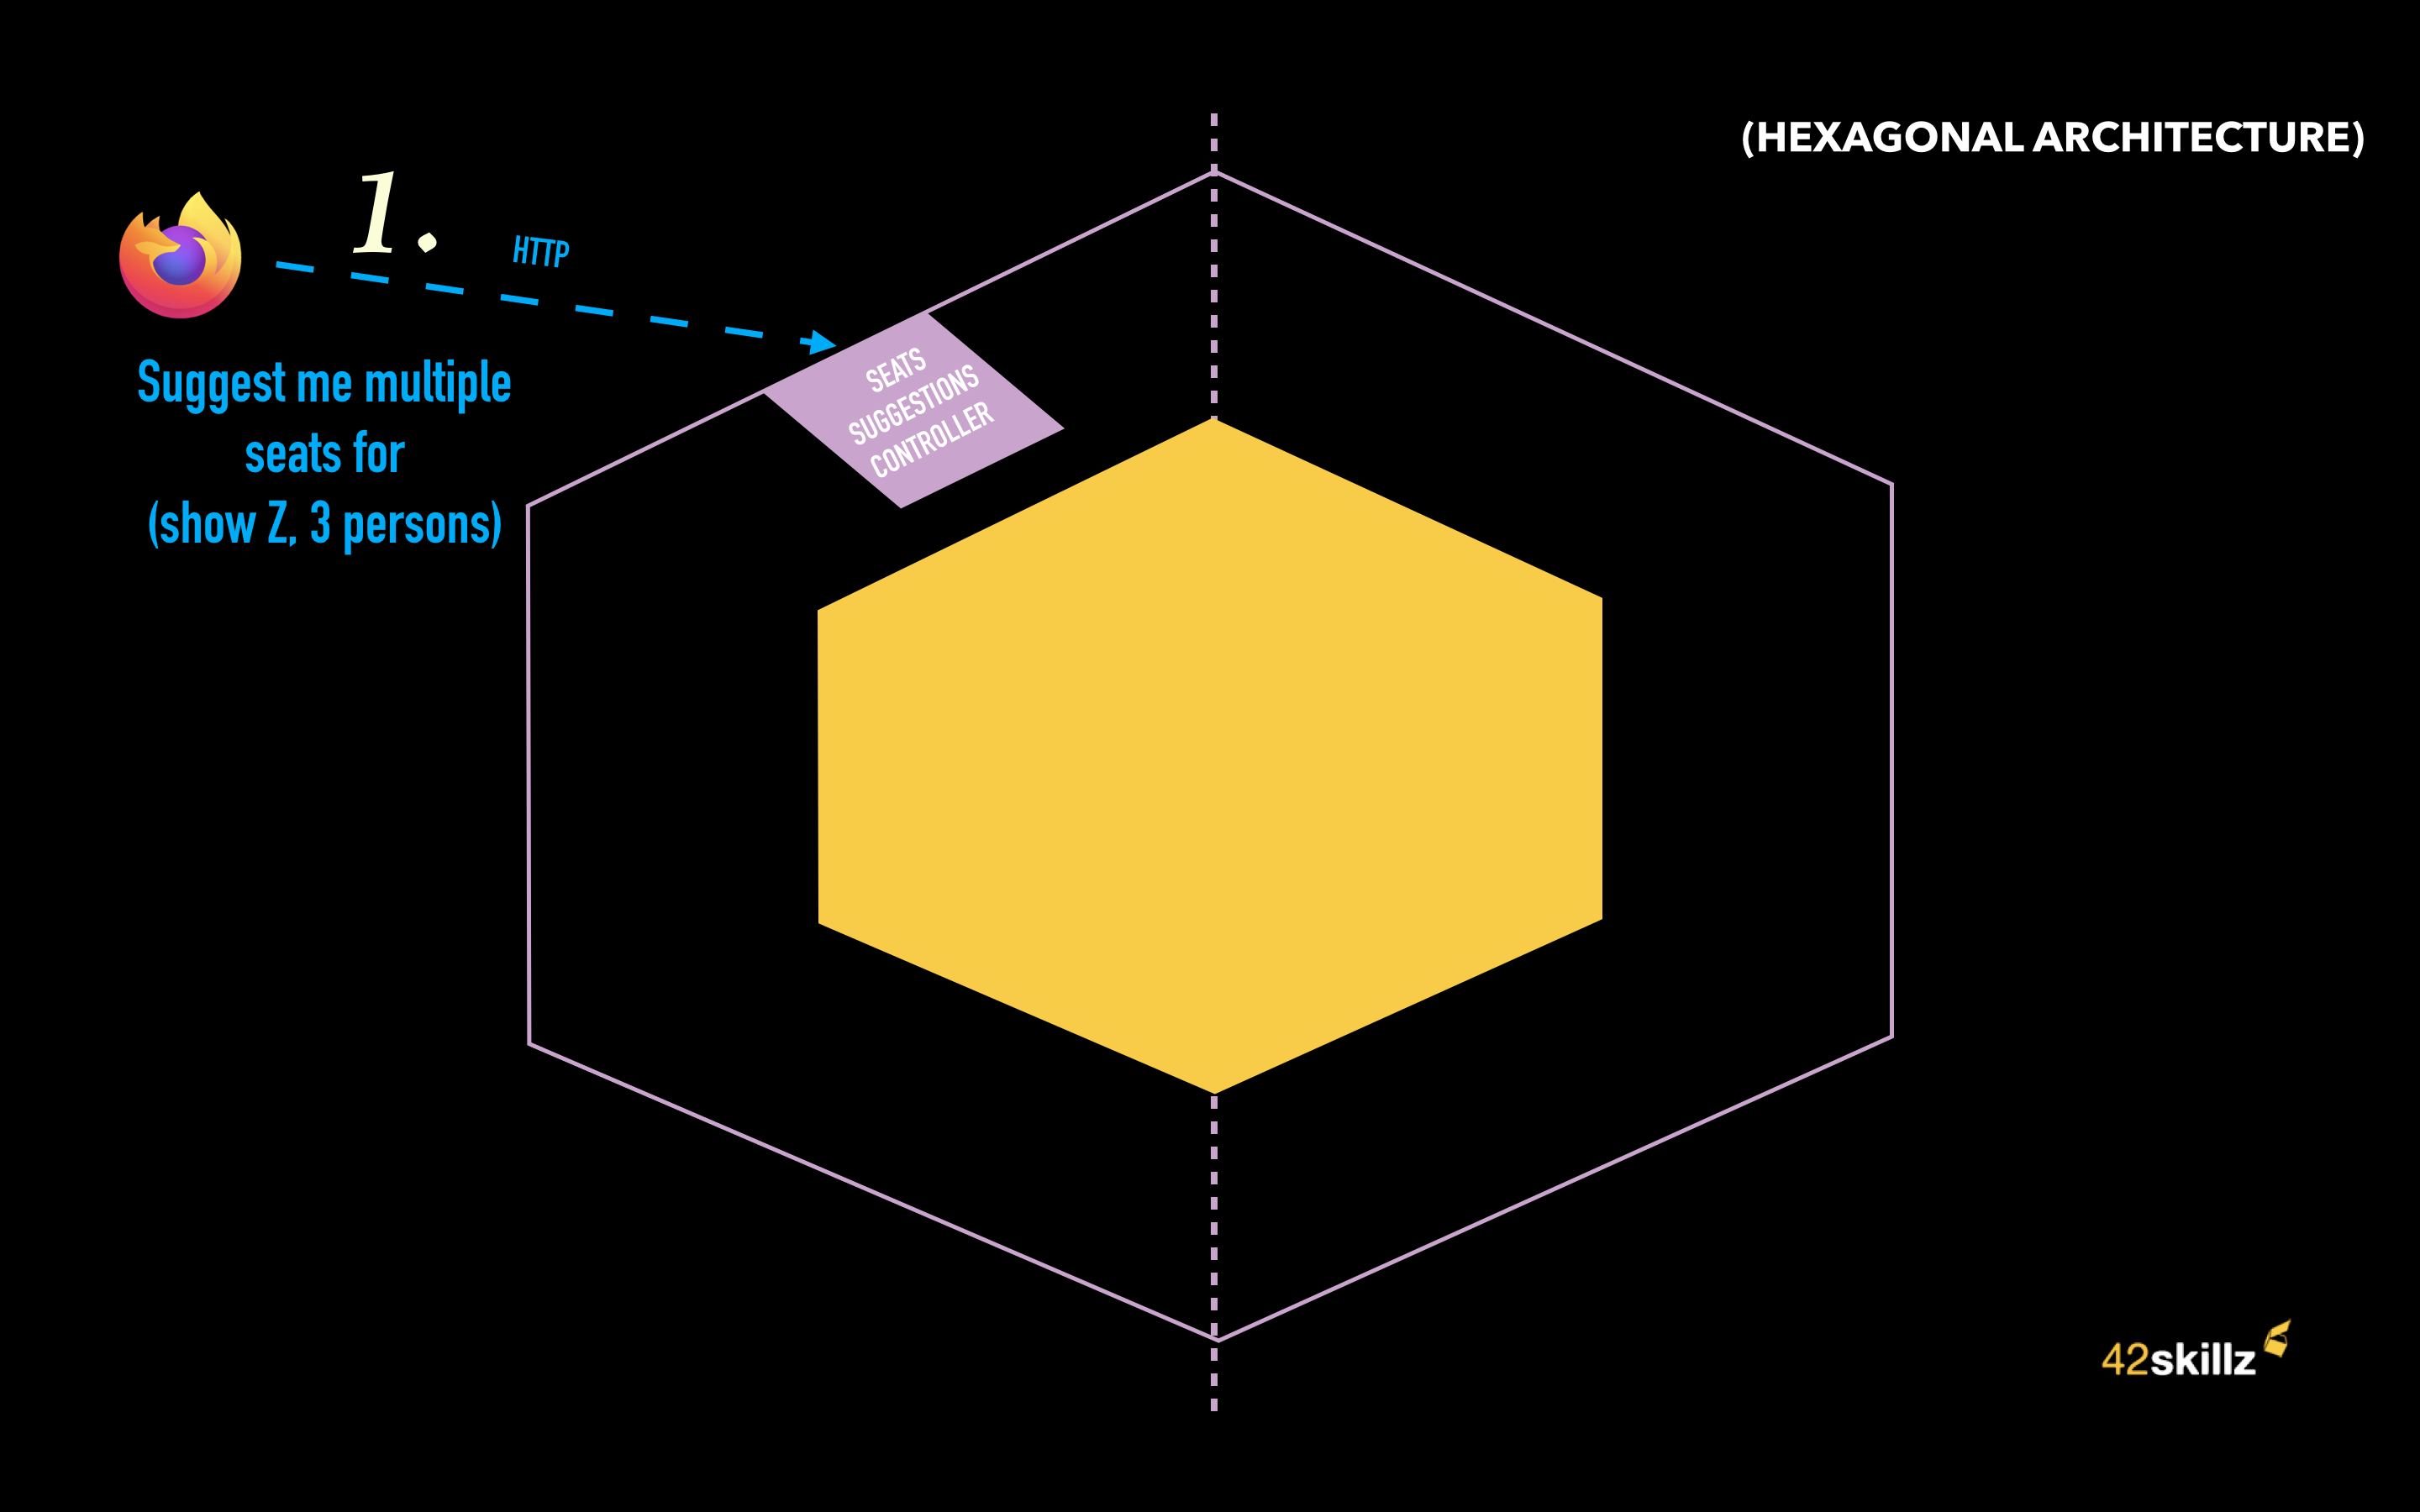 (HEXAGONAL ARCHITECTURE)
1.
HTTP
Suggest me multiple
seats for
(show Z, 3 persons)
SEATS
SUGGESTIONS
CONTROLLER
42skillz